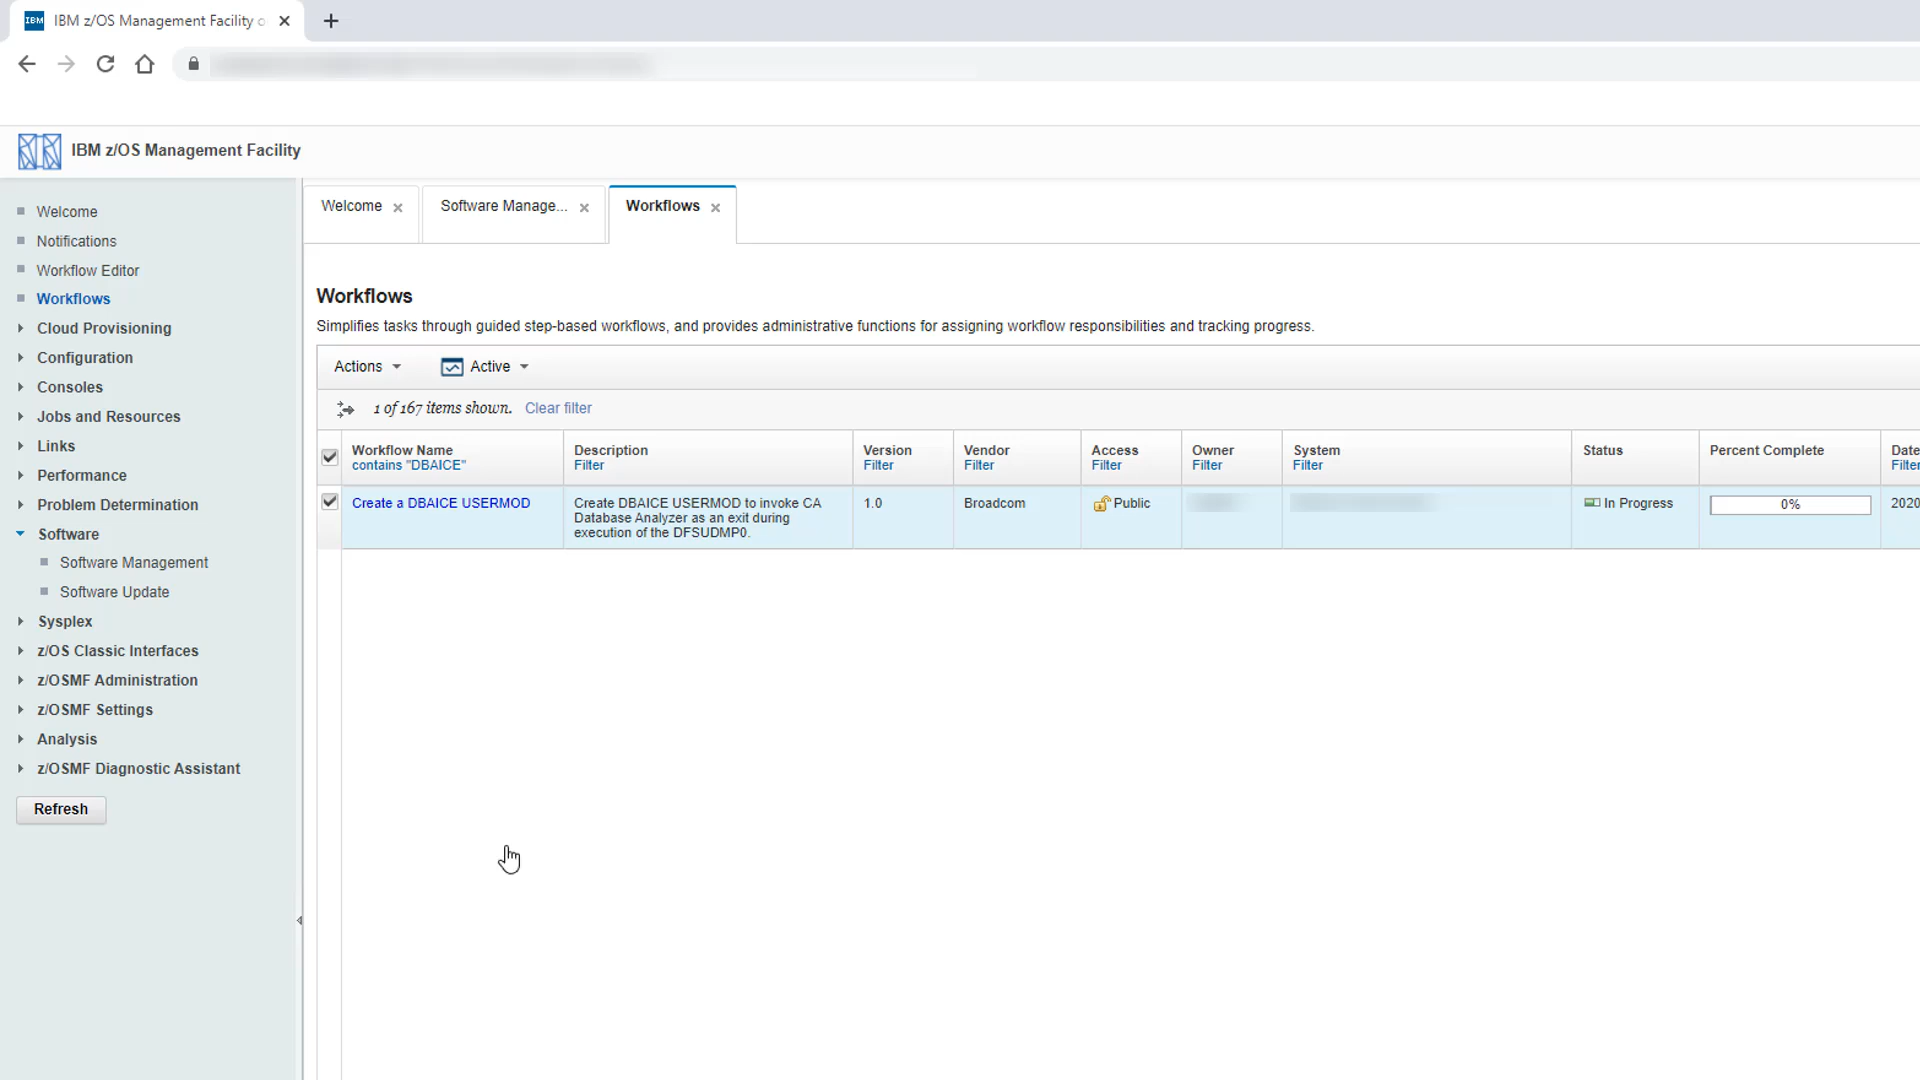 IBM
IBM z/OS Management Facility o
IBM z/OS Management Facility
Welcome
Notifications
Workflow Editor
Workflows
Cloud Provisioning
Configuration
Consoles
Jobs and Resources
Links
Performance
Problem Determination
Software
Software Management
Software Update
Sysplex
z/OS Classic Interfaces
z/OSMF Administration
z/OSMF Settings
Analysis
z/OSMF Diagnostic Assistant
Refresh
Welcome
Software Manage...
Workflows
Workflows
Simplifies tasks through guided step-based workflows, and provides administrative functions for assigning workflow responsibilities and tracking progress.
Actions
Active
1 of 167 items shown. Clear filter
Workflow Name
contains "DBAICE"
Description
Filter
Version
Filter
Vendor
Filter
Access
Filter
Owner
Filter
System
Filter
Status
Percent Complete
Date
Filter
Create a DBAICE USERMOD
Create DBAICE USERMOD to invoke CA
Database Analyzer as an exit during
execution of the DFSUDMP0.
1.0
Broadcom
Public
In Progress
0%
2020